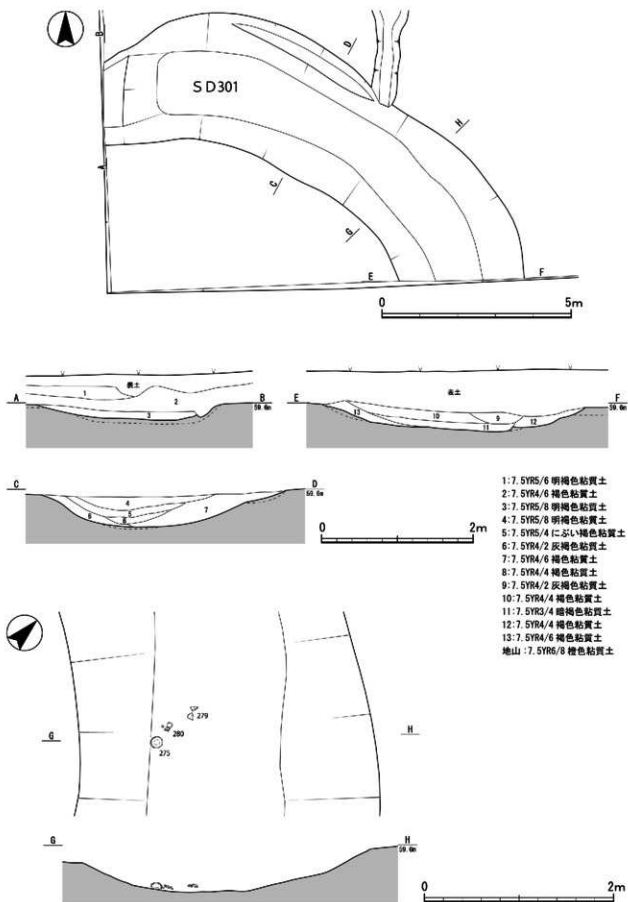 B
D
SD301
H
A
C
G
E
F
0 5m
表土
1
2
A
B
3
59.6m
表土
E
F
13
10
9
12
11
59.6m
C
D
4
5
6
7
8
59.6m
0 2m
1:7.5YR5/6 明褐色粘質土
2:7.5YR4/6 褐色粘質土
3:7.5YR5/8 明褐色粘質土
4:7.5YR5/8 明褐色粘質土
5:7.5YR5/4 にぶい褐色粘質土
6:7.5YR4/2 灰褐色粘質土
7:7.5YR4/6 褐色粘質土
8:7.5YR4/4 褐色粘質土
9:7.5YR4/2 灰褐色粘質土
10:7.5YR4/4 褐色粘質土
11:7.5YR3/4 暗褐色粘質土
12:7.5YR4/4 褐色粘質土
13:7.5YR4/6 褐色粘質土
地山:7.5YR6/8 橙色粘質土
279
280
275
G
H
G
H
59.6m
0 2m